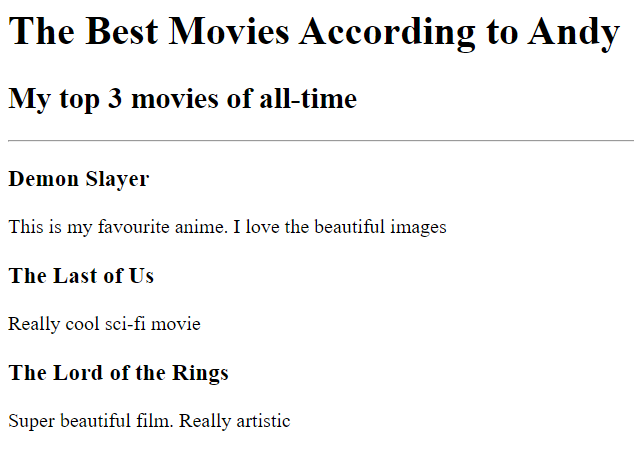 The Best Movies According to Andy
My top 3 movies of all-time
Demon Slayer
This is my favourite anime. I love the beautiful images
The Last of Us
Really cool sci-fi movie
The Lord of the Rings
Super beautiful film. Really artistic